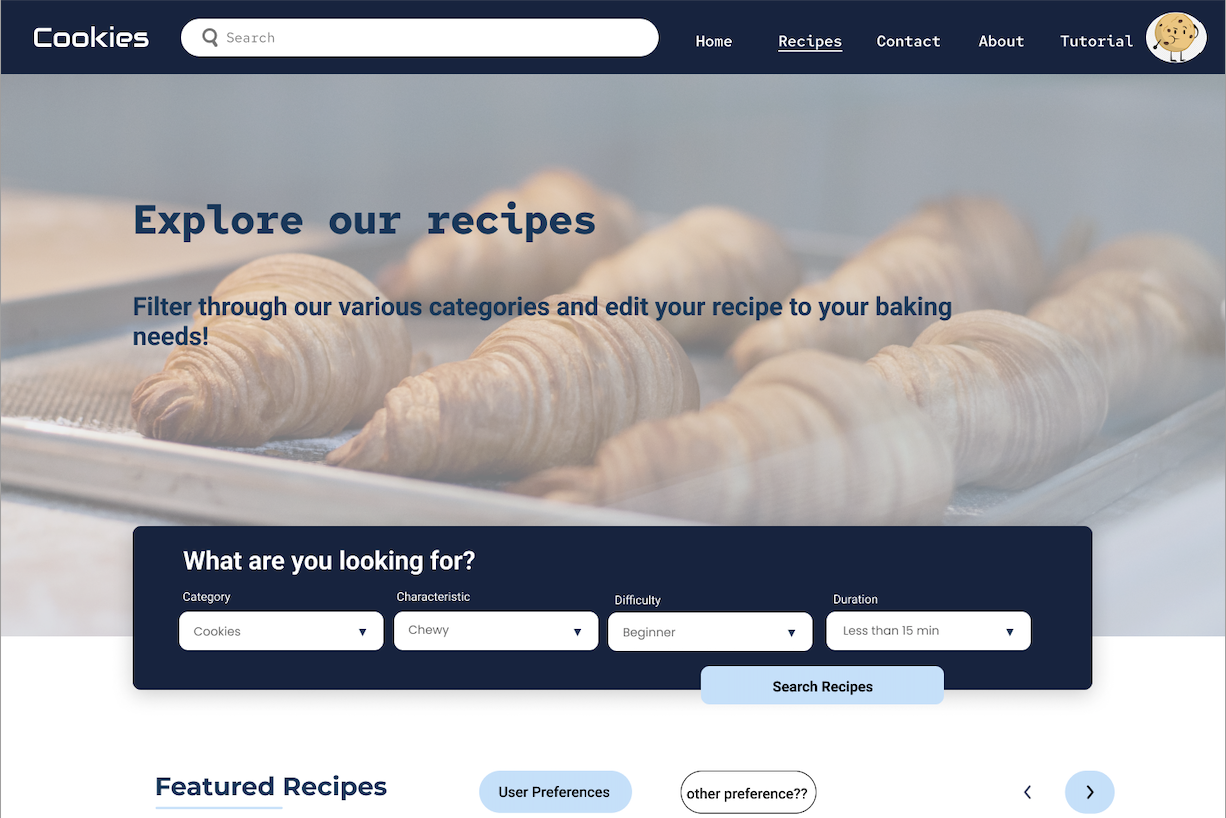 Cookies
Search
Home
Recipes
Contact
About
Tutorial
Explore our recipes
Filter through our various categories and edit your recipe to your baking
needs!
What are you looking for?
Category
Characteristic
Difficulty
Duration
Cookies ▼
Chewy ▼
Beginner ▼
Less than 15 min ▼
Search Recipes
Featured Recipes
User Preferences
other preference??